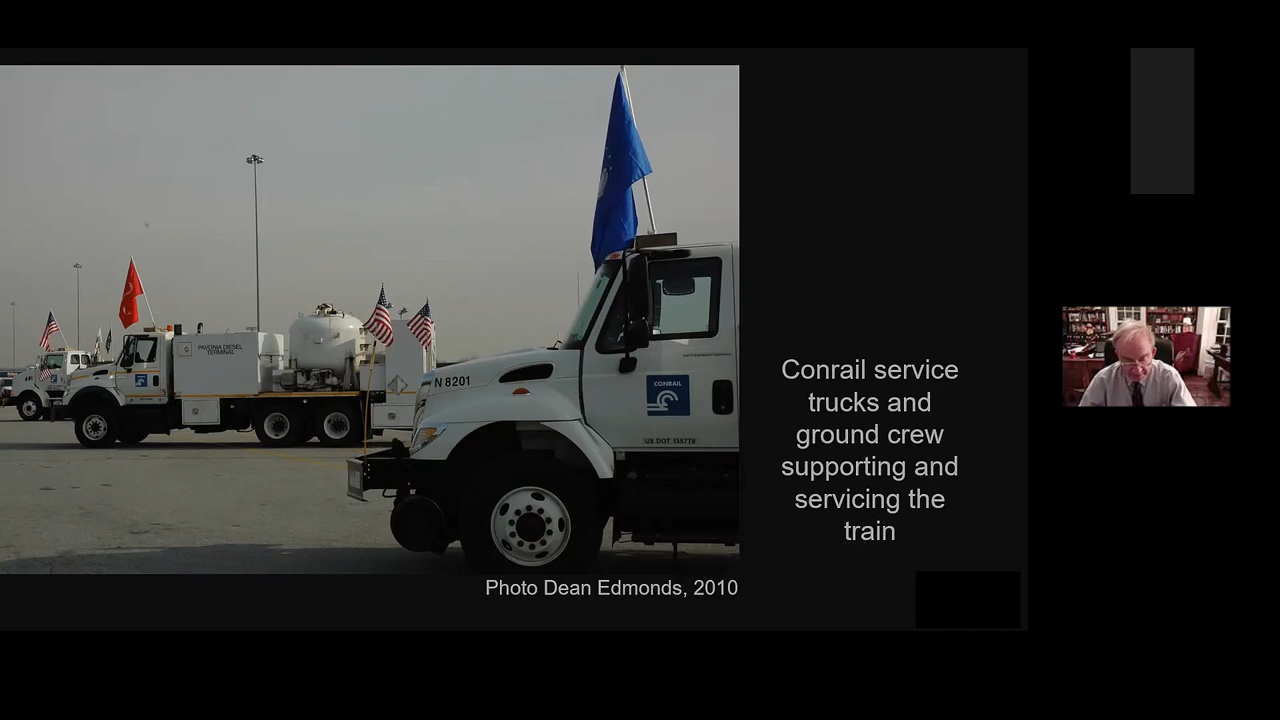 PAVONIA DIESEL
TERMINAL
N 8201
CONRAIL
US DOT 135778
Conrail service
trucks and
ground crew
supporting and
servicing the
train
Photo Dean Edmonds, 2010